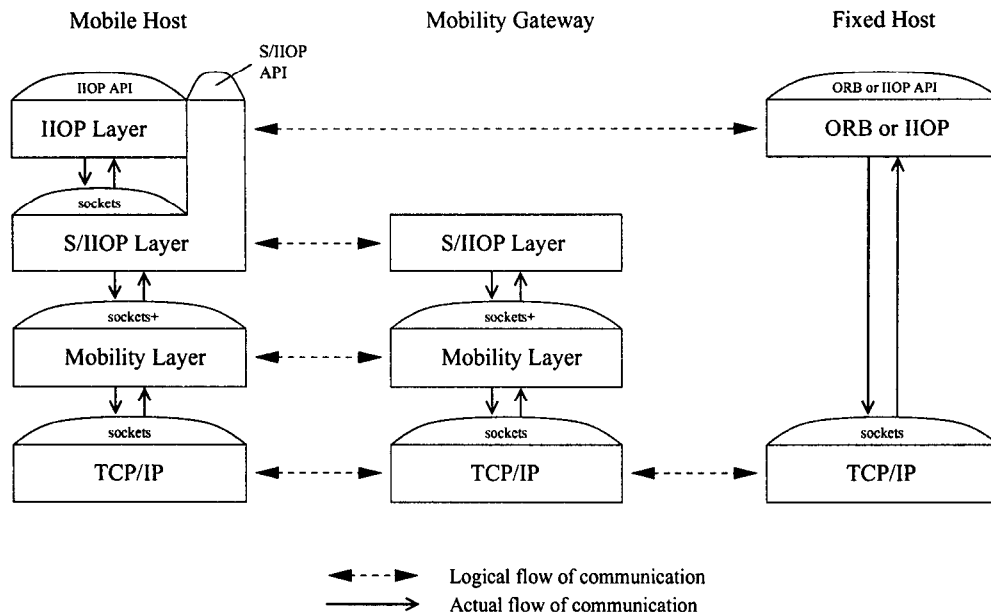 Mobile Host
Mobility Gateway
Fixed Host
S/IIOP
API
IIOP API
ORB or IIOP API
IIOP Layer
ORB or IIOP
sockets
S/IIOP Layer
S/IIOP Layer
sockets+
sockets+
Mobility Layer
Mobility Layer
sockets
sockets
sockets
TCP/IP
TCP/IP
TCP/IP
Logical flow of communication
Actual flow of communication